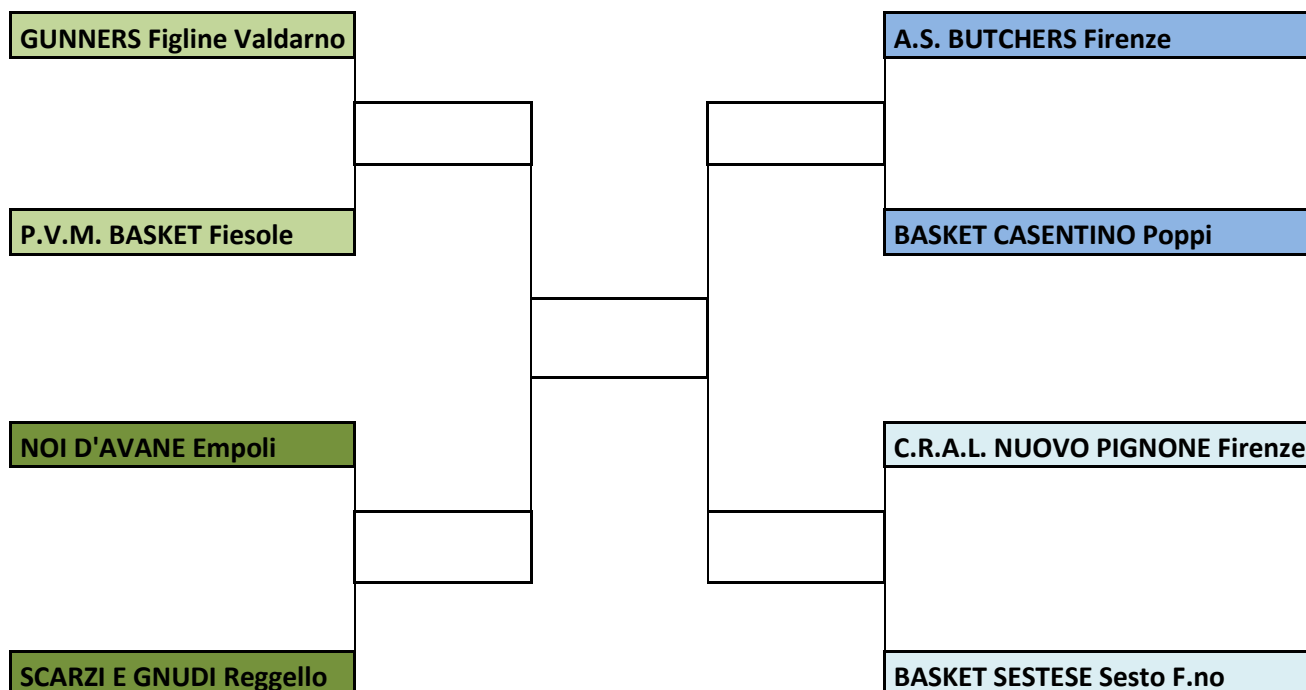 GUNNERS Figline Valdarno
A.S. BUTCHERS Firenze
P.V.M. BASKET Fiesole
BASKET CASENTINO Poppi
NOI D'AVANE Empoli
C.R.A.L. NUOVO PIGNONE Firenze
SCARZI E GNUDI Reggello
BASKET SESTESE Sesto F.no